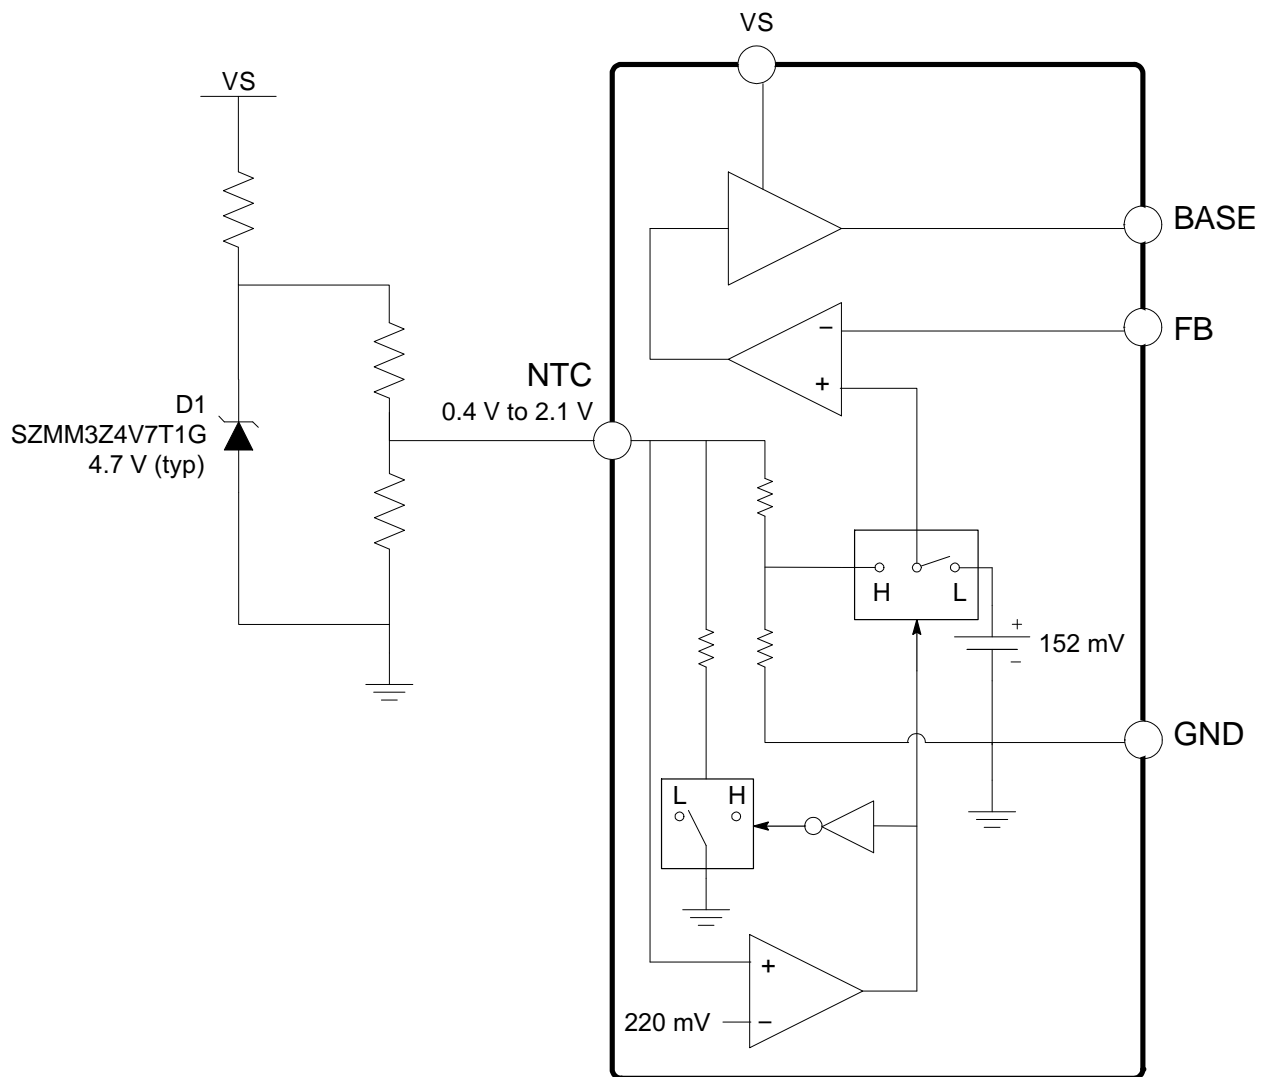 VS
VS
BASE
FB
−
+
NTC
0.4 V to 2.1 V
D1
SZMM3Z4V7T1G
4.7 V (typ)
H
L
+
152 mV
−
GND
L
H
+
220 mV
−